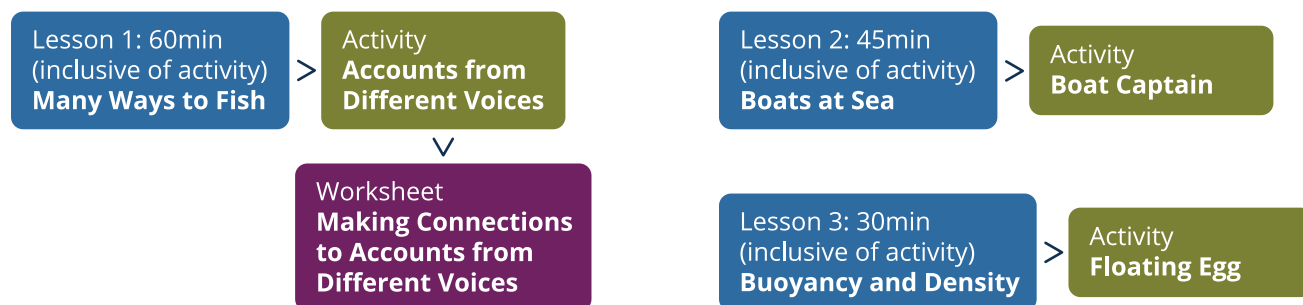 Lesson 1: 60min
(inclusive of activity)
Many Ways to Fish
>
Activity
Accounts from
Different Voices
>
Worksheet
Making Connections
to Accounts from
Different Voices
Lesson 2: 45min
(inclusive of activity)
Boats at Sea
>
Activity
Boat Captain
Lesson 3: 30min
(inclusive of activity)
Buoyancy and Density
>
Activity
Floating Egg